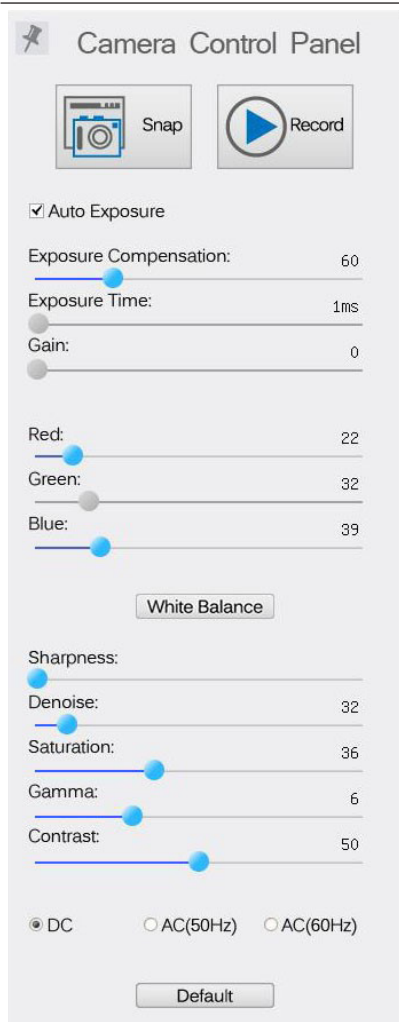 Camera Control Panel
Snap
Record
Auto Exposure
Exposure Compensation: 60
Exposure Time: 1ms
Gain: 0
Red: 22
Green: 32
Blue: 39
White Balance
Sharpness:
Denoise: 32
Saturation: 36
Gamma: 6
Contrast: 50
DC AC(50Hz) AC(60Hz)
Default